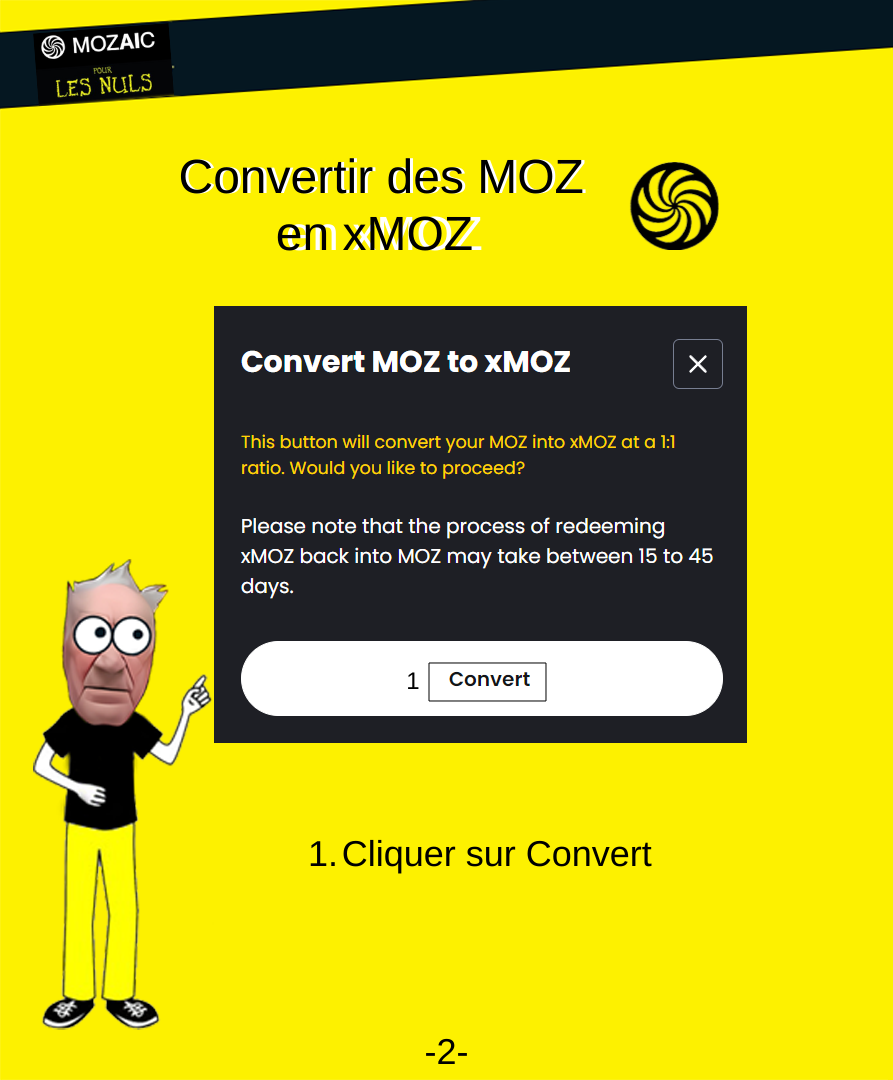 MOZAIC
POUR
LES NULS
Convertir des MOZ
en xMOZ
Convert MOZ to xMOZ
This button will convert your MOZ into xMOZ at a 1:1
ratio. Would you like to proceed?
Please note that the process of redeeming
xMOZ back into MOZ may take between 15 to 45
days.
1 Convert
1. Cliquer sur Convert
-2-